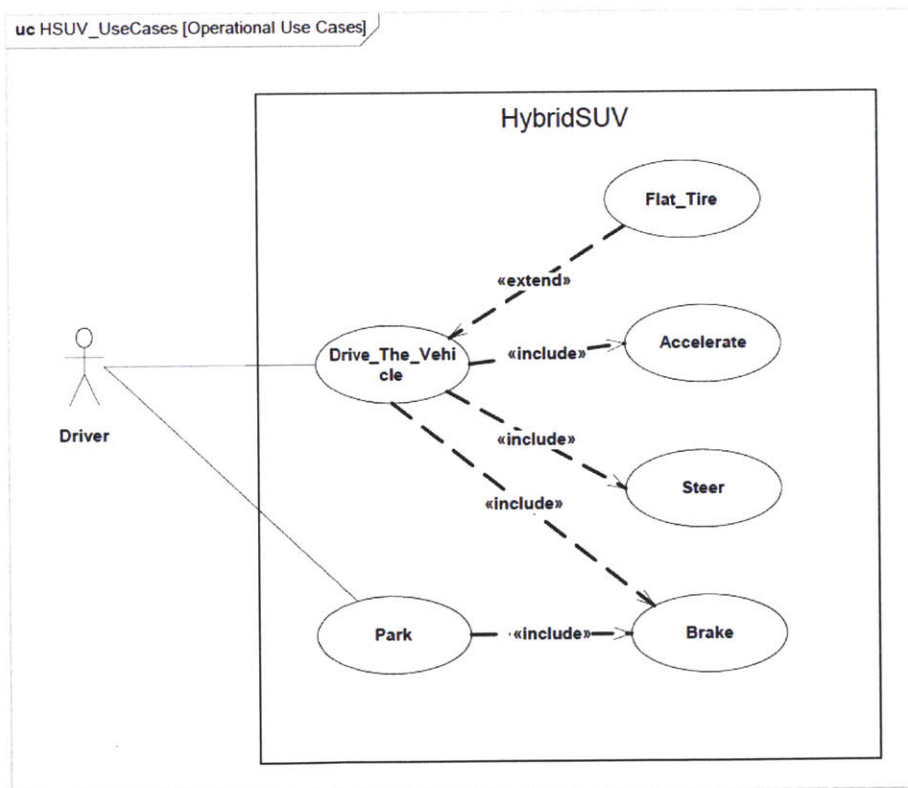 uc HSUV_UseCases [Operational Use Cases]
HybridSUV
Flat_Tire
«extend»
Drive_The_Vehi
cle
«include»
Accelerate
Driver
«include»
Steer
«include»
Park
«include»
Brake